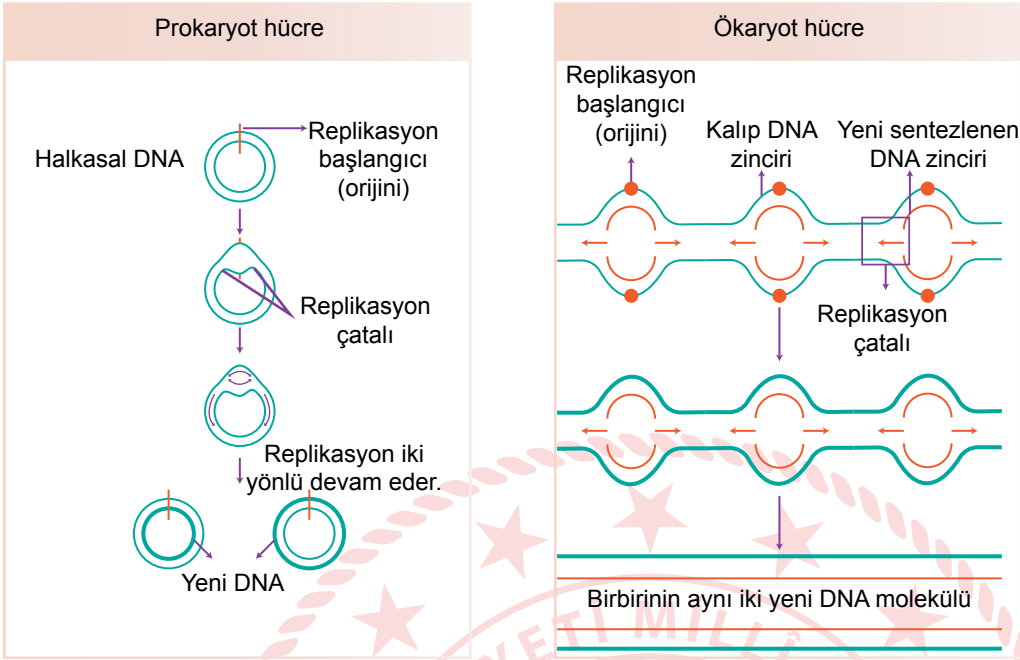 Prokaryot hücre
Halkasal DNA
Replikasyon
başlangıcı
(orijini)
Replikasyon
çatalı
Replikasyon iki
yönlü devam eder.
Yeni DNA
Ökaryot hücre
Replikasyon
başlangıcı
(orijini)
Kalıp DNA
zinciri
Yeni sentezlenen
DNA zinciri
Replikasyon
çatalı
Birbirinin aynı iki yeni DNA molekülü